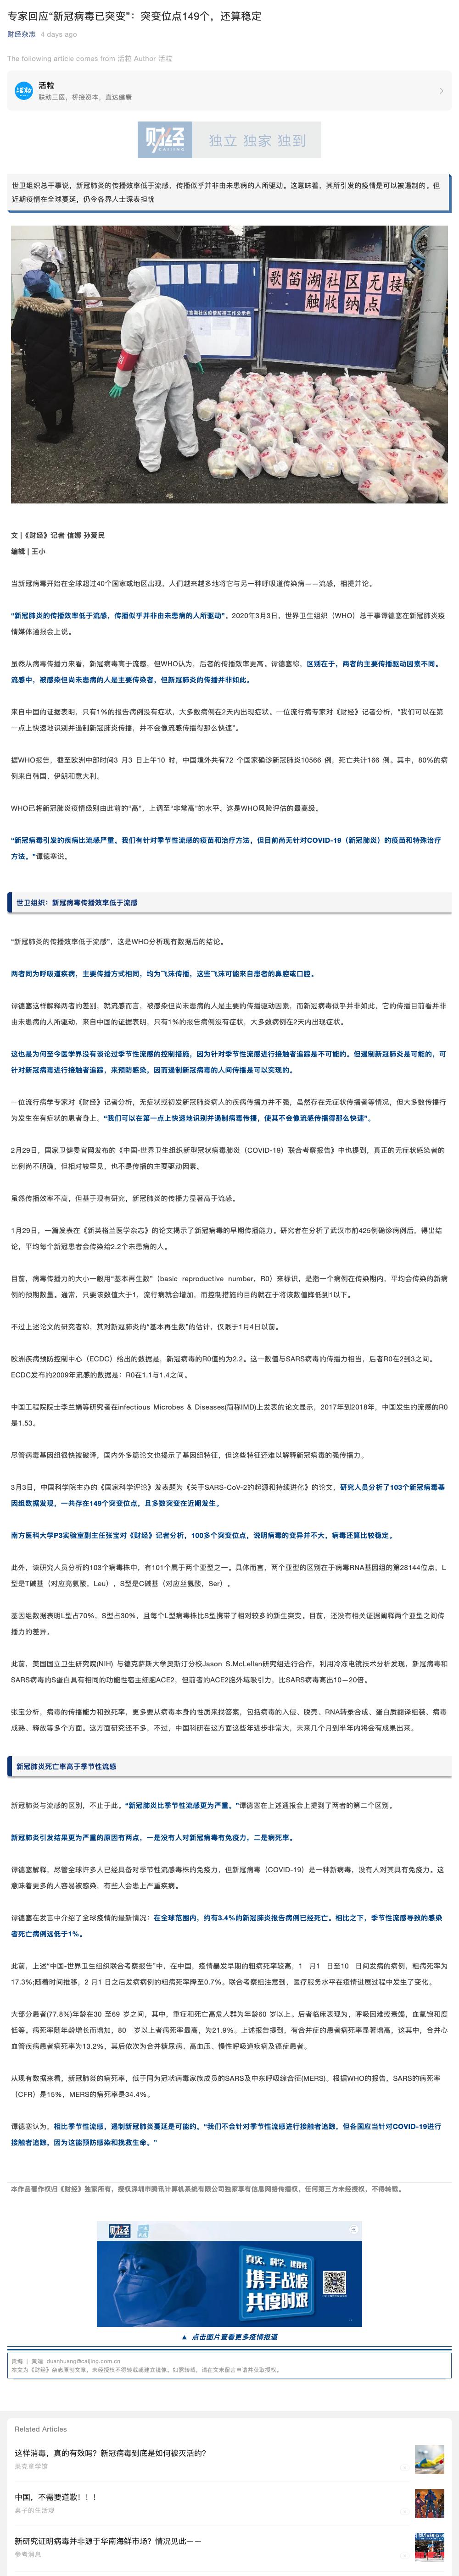 专家回应“新冠病毒已突变”：突变位点149个，还算稳定
财经杂志 4 days ago
The following article comes from 活粒 Author 活粒
活粒
联动三医，桥接资本，直达健康
财经
CAIJING
独立 独家 独到
世卫组织总干事说，新冠肺炎的传播效率低于流感，传播似乎并非由未患病的人所驱动。这意味着，其所引发的疫情是可以被遏制的。但
近期疫情在全球蔓延，仍令各界人士深表担忧
歌笛湖社区无接
触收纳点
文 |《财经》记者 信娜 孙爱民
编辑 | 王小
当新冠病毒开始在全球超过40个国家或地区出现，人们越来越多地将它与另一种呼吸道传染病——流感，相提并论。
“新冠肺炎的传播效率低于流感，传播似乎并非由未患病的人所驱动”。2020年3月3日，世界卫生组织（WHO）总干事谭德塞在新冠肺炎疫
情媒体通报会上说。
虽然从病毒传播力来看，新冠病毒高于流感，但WHO认为，后者的传播效率更高。谭德塞称，区别在于，两者的主要传播驱动因素不同。
流感中，被感染但尚未患病的人是主要传染者，但新冠肺炎的传播并非如此。
来自中国的证据表明，只有1%的报告病例没有症状，大多数病例在2天内出现症状。一位流行病专家对《财经》记者分析，“我们可以在第
一点上快速地识别并遏制新冠肺炎传播，并不会像流感传播得那么快速”。
据WHO报告，截至欧洲中部时间3月 3 日上午10 时，中国境外共有72 个国家确诊新冠肺炎10566 例，死亡共计166 例。其中，80%的病
例来自韩国、伊朗和意大利。
WHO已将新冠肺炎疫情级别由此前的“高”，上调至“非常高”的水平。这是WHO风险评估的最高级。
“新冠病毒引发的疾病比流感严重。我们有针对季节性流感的疫苗和治疗方法，但目前尚无针对COVID-19（新冠肺炎）的疫苗和特殊治疗
方法。”谭德塞说。
世卫组织：新冠病毒传播效率低于流感
“新冠肺炎的传播效率低于流感”，这是WHO分析现有数据后的结论。
两者同为呼吸道疾病，主要传播方式相同，均为飞沫传播，这些飞沫可能来自患者的鼻腔或口腔。
谭德塞这样解释两者的差别，就流感而言，被感染但尚未患病的人是主要的传播驱动因素，而新冠病毒似乎并非如此，它的传播目前看并非
由未患病的人所驱动，来自中国的证据表明，只有1%的报告病例没有症状，大多数病例在2天内出现症状。
这也是为何至今医学界没有谈论过季节性流感的控制措施，因为针对季节性流感进行接触者追踪是不可能的。但遏制新冠肺炎是可能的，可
针对新冠病毒进行接触者追踪，来预防感染，因而遏制新冠病毒的人间传播是可以实现的。
一位流行病学专家对《财经》记者分析，无症状或初发新冠肺炎病人的疾病传播力并不强，虽然存在无症状传播者等情况，但大多数传播行
为发生在有症状的患者身上。“我们可以在第一点上快速地识别并遏制病毒传播，使其不会像流感传播得那么快速”。
2月29日，国家卫健委官网发布的《中国-世界卫生组织新型冠状病毒肺炎（COVID-19）联合考察报告》中也提到，真正的无症状感染者的
比例尚不明确，但相对较罕见，也不是传播的主要驱动因素。
虽然传播效率不高，但基于现有研究，新冠肺炎的传播力显著高于流感。
1月29日，一篇发表在《新英格兰医学杂志》的论文揭示了新冠病毒的早期传播能力。研究者在分析了武汉市前425例确诊病例后，得出结
论，平均每个新冠患者会传染给2.2个未患病的人。
目前，病毒传播力的大小一般用“基本再生数”（basic reproductive number，R0）来标识，是指一个病例在传染期内，平均会传染的新病
例的预期数量。通常，只要该数值大于1，流行病就会增加，而控制措施的目的就在于将该数值降低到1以下。
不过上述论文的研究者称，其对新冠肺炎的“基本再生数”的估计，仅限于1月4日以前。
欧洲疾病预防控制中心（ECDC）给出的数据是，新冠病毒的R0值约为2.2。这一数值与SARS病毒的传播力相当，后者R0在2到3之间。
ECDC发布的2009年流感的数据是：R0在1.1与1.4之间。
中国工程院院士李兰娟等研究者在infectious Microbes & Diseases(简称IMD)上发表的论文显示，2017年到2018年，中国发生的流感的R0
是1.53。
尽管病毒基因组很快被破译，国内外多篇论文也揭示了基因组特征，但这些特征还难以解释新冠病毒的强传播力。
3月3日，中国科学院主办的《国家科学评论》发表题为《关于SARS-CoV-2的起源和持续进化》的论文，研究人员分析了103个新冠病毒基
因组数据发现，一共存在149个突变位点，且多数突变在近期发生。
南方医科大学P3实验室副主任张宝对《财经》记者分析，100多个突变位点，说明病毒的变异并不大，病毒还算比较稳定。
此外，该研究人员分析的103个病毒株中，有101个属于两个亚型之一。具体而言，两个亚型的区别在于病毒RNA基因组的第28144位点，L
型是T碱基（对应亮氨酸，Leu），S型是C碱基（对应丝氨酸，Ser）。
基因组数据表明L型占70%，S型占30%，且每个L型病毒株比S型携带了相对较多的新生突变。目前，还没有相关证据阐释两个亚型之间传
播力的差异。
此前，美国国立卫生研究院(NIH) 与德克萨斯大学奥斯汀分校Jason S.McLellan研究组进行合作，利用冷冻电镜技术分析发现，新冠病毒和
SARS病毒的S蛋白具有相同的功能性宿主细胞ACE2，但前者的ACE2胞外域吸引力，比SARS病毒高出10—20倍。
张宝分析，病毒的传播能力和致死率，更多要从病毒本身的性质来找答案，包括病毒的入侵、脱壳、RNA转录合成、蛋白质翻译组装、病毒
成熟、释放等多个方面。这方面研究还不多，不过，中国科研在这方面这些年进步非常大，未来几个月到半年内将会有成果出来。
新冠肺炎死亡率高于季节性流感
新冠肺炎与流感的区别，不止于此。“新冠肺炎比季节性流感更为严重。”谭德塞在上述通报会上提到了两者的第二个区别。
新冠肺炎引发结果更为严重的原因有两点，一是没有人对新冠病毒有免疫力，二是病死率。
谭德塞解释，尽管全球许多人已经具备对季节性流感毒株的免疫力，但新冠病毒（COVID-19）是一种新病毒，没有人对其具有免疫力。这
意味着更多的人容易被感染，有些人会患上严重疾病。
谭德塞在发言中介绍了全球疫情的最新情况：在全球范围内，约有3.4%的新冠肺炎报告病例已经死亡。相比之下，季节性流感导致的感染
者死亡病例远低于1%。
此前，上述“中国-世界卫生组织联合考察报告”中，在中国，疫情暴发早期的粗病死率较高，1 月1 日至10 日间发病的病例，粗病死率为
17.3%;随着时间推移，2 月1 日之后发病病例的粗病死率降至0.7%。联合考察组注意到，医疗服务水平在疫情进展过程中发生了变化。
大部分患者(77.8%)年龄在30 至69 岁之间，其中，重症和死亡高危人群为年龄60 岁以上。后者临床表现为，呼吸困难或衰竭，血氧饱和度
低等。病死率随年龄增长而增加，80 岁以上者病死率最高，为21.9%。上述报告提到，有合并症的患者病死率显著增高，这其中，合并心
血管疾病患者病死率为13.2%，其后依次为合并糖尿病、高血压、慢性呼吸道疾病及癌症患者。
从现有数据来看，新冠肺炎的病死率，低于同为冠状病毒家族成员的SARS及中东呼吸综合征(MERS)。根据WHO的报告，SARS的病死率
（CFR）是15%，MERS的病死率是34.4%。
谭德塞认为，相比季节性流感，遏制新冠肺炎蔓延是可能的。“我们不会针对季节性流感进行接触者追踪，但各国应当针对COVID-19进行
接触者追踪，因为这能预防感染和挽救生命。”
本作品著作权归《财经》独家所有，授权深圳市腾讯计算机系统有限公司独家享有信息网络传播权，任何第三方未经授权，不得转载。
财经
真实、科学、建设性
携手战疫
共度时艰
▲ 点击图片查看更多疫情报道
责编 | 黄端 duanhuang@caijing.com.cn
本文为《财经》杂志原创文章，未经授权不得转载或建立镜像。如需转载，请在文末留言申请并获取授权。
Related Articles
这样消毒，真的有效吗？新冠病毒到底是如何被灭活的？
果壳童学馆
中国，不需要道歉！！！
桌子的生活观
新研究证明病毒并非源于华南海鲜市场？情况见此——
参考消息